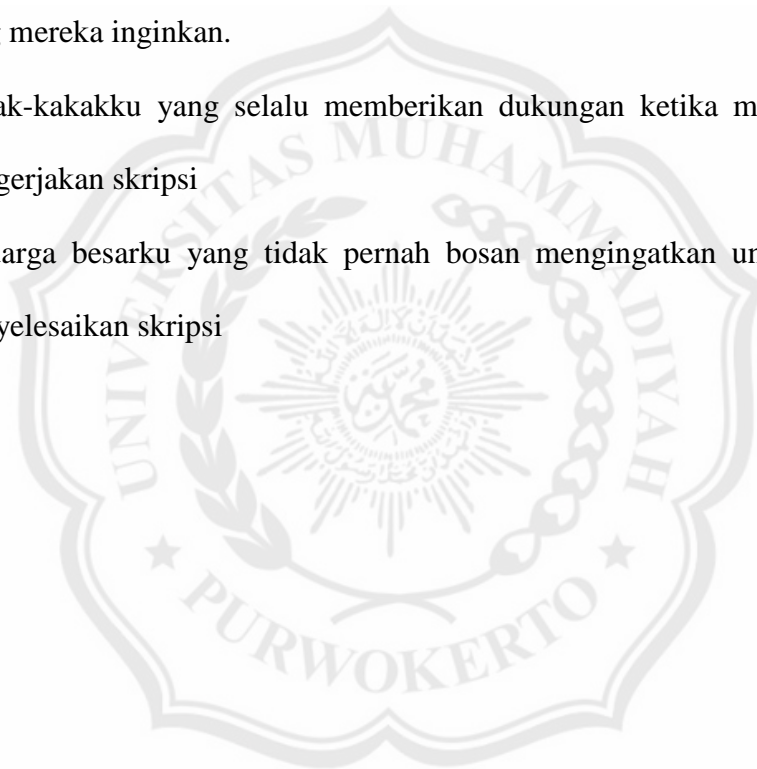 mereka inginkan.
ak-kakakku yang selalu memberikan dukungan ketika m
gerjakan skripsi
arga besarku yang tidak pernah bosan mengingatkan un
yelesaikan skripsi
UNIVERSITAS MUHAMMADIYAH
PURWOKERTO